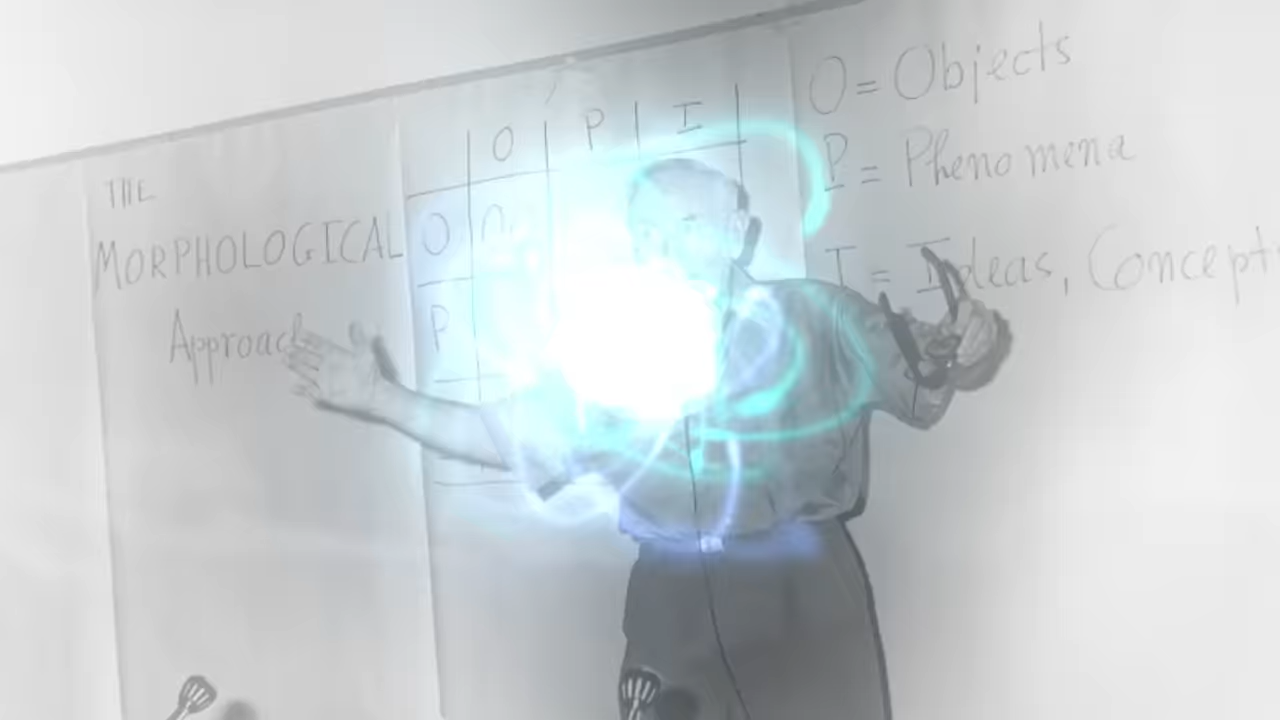 THE
MORPHOLOGICAL
Approach
O P I
O
P
O = Objects
P = Phenomena
I = Ideas, Concept